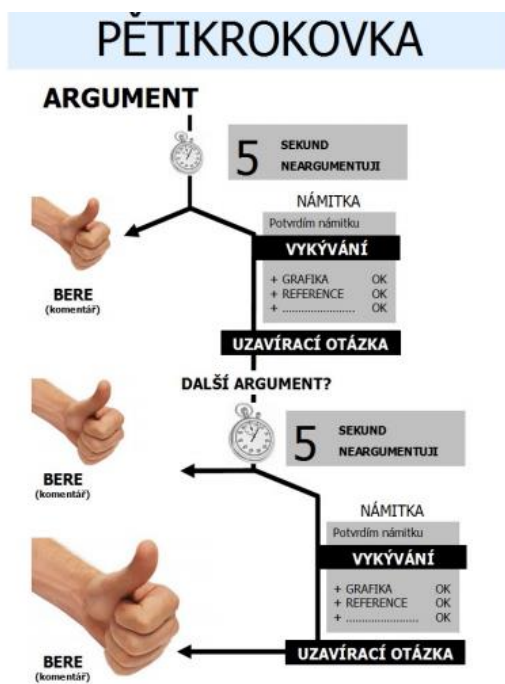 PĚTIKROKOVKA
ARGUMENT
5 SEKUND
NEARGUMENTUJI
NÁMITKA
Potvrdím námitku
VYKÝVÁNÍ
+ GRAFIKA OK
+ REFERENCE OK
+ ........................ OK
BERE
(komentář)
UZAVÍRACÍ OTÁZKA
DALŠÍ ARGUMENT?
5 SEKUND
NEARGUMENTUJI
BERE
(komentář)
NÁMITKA
Potvrdím námitku
VYKÝVÁNÍ
+ GRAFIKA OK
+ REFERENCE OK
+ ........................ OK
UZAVÍRACÍ OTÁZKA
BERE
(komentář)